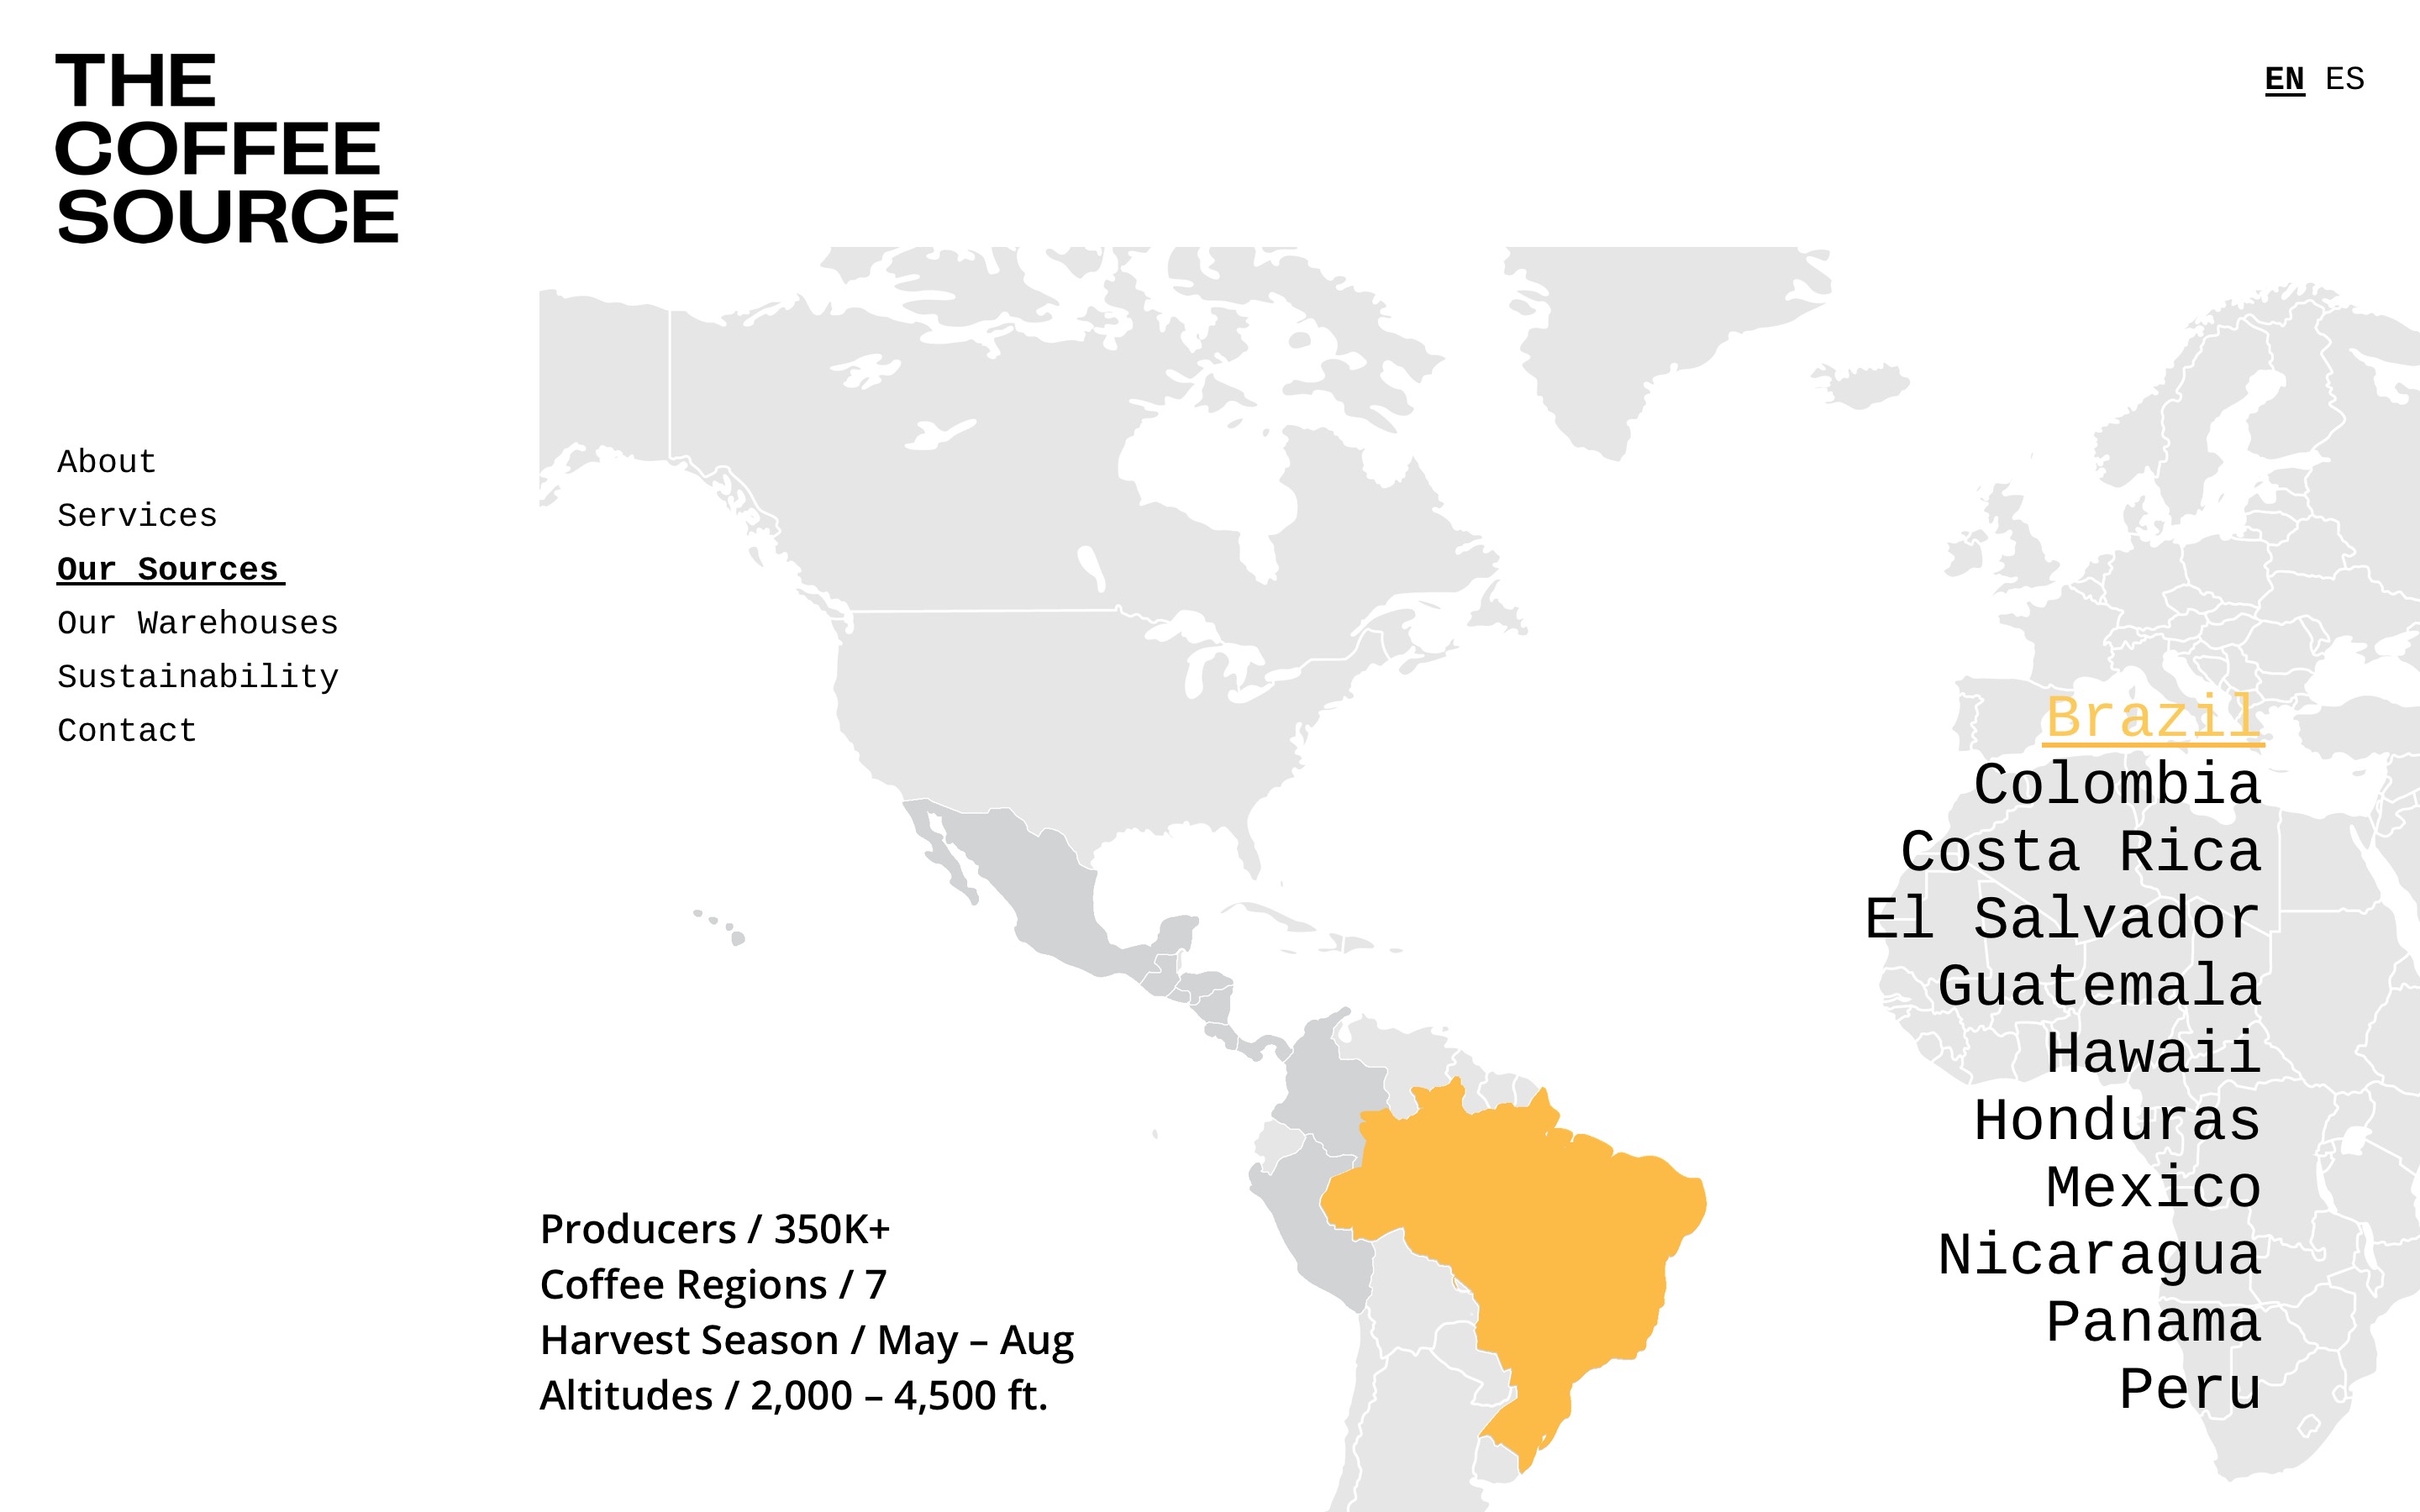 THE
COFFEE
SOURCE
EN ES
About
Services
Our Sources
Our Warehouses
Sustainability
Contact
Brazil
Colombia
Costa Rica
El Salvador
Guatemala
Hawaii
Honduras
Mexico
Nicaragua
Panama
Peru
Producers / 350K+
Coffee Regions / 7
Harvest Season / May – Aug
Altitudes / 2,000 – 4,500 ft.